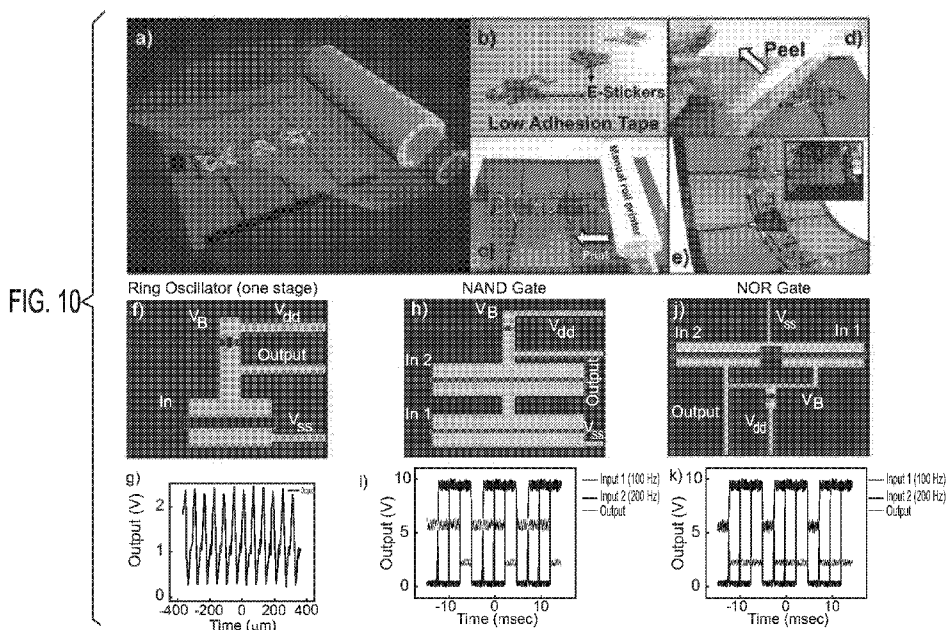 FIG. 10
a)
b)
E-Stickers
Low Adhesion Tape
c)
Manual roll printer
Print
Peel
d)
e)
Ring Oscillator (one stage)
f)
V_B
V_dd
Output
In
V_ss
NAND Gate
h)
V_B
V_dd
In 2
Output
In 1
V_ss
NOR Gate
j)
V_ss
In 2
In 1
Output
V_B
V_dd
g)
Output (V)
2
1
0
-400
-200
0
200
400
Time (µm)
i)
Output (V)
10
5
0
-10
0
10
Time (msec)
Input 1 (100 Hz)
Input 2 (200 Hz)
Output
k)
Output (V)
10
5
0
-10
0
10
Time (msec)
Input 1 (100 Hz)
Input 2 (200 Hz)
Output